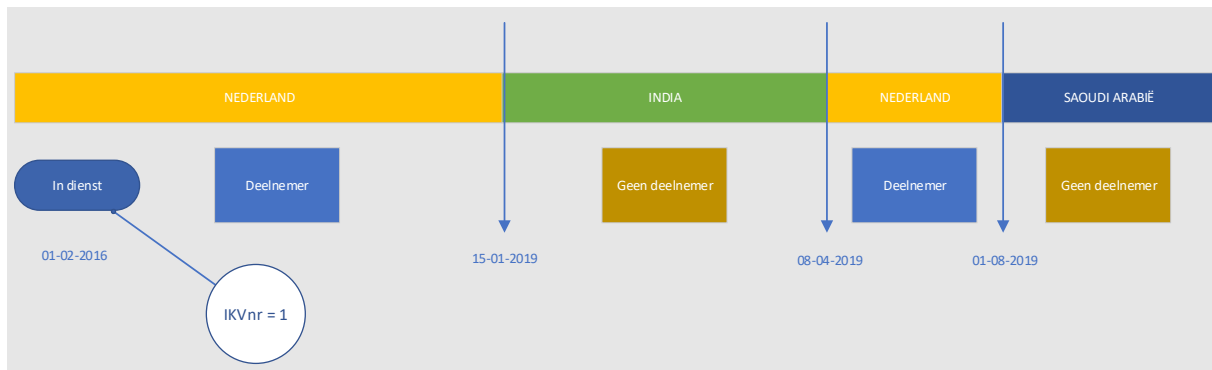 NEDERLAND
INDIA
NEDERLAND
SAOUDI ARABIË
In dienst
Deelnemer
Geen deelnemer
Deelnemer
Geen deelnemer
01-02-2016
15-01-2019
08-04-2019
01-08-2019
IKVnr = 1